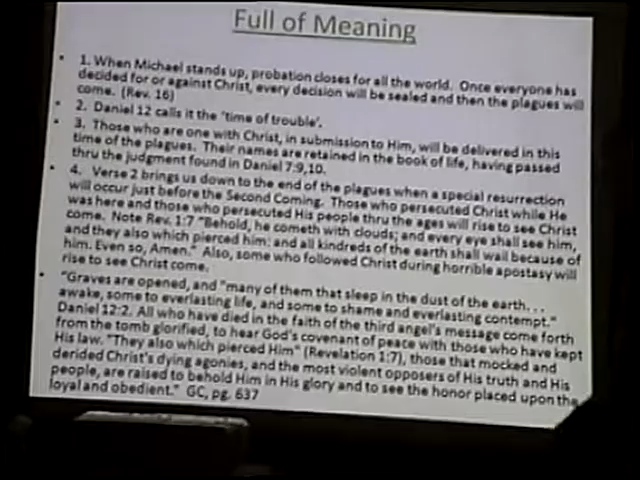 Full of Meaning
• 1. When Michael stands up, probation closes for all the world. Once everyone has
decided for or against Christ, every decision will be sealed and then the plagues will
come. (Rev. 16)
• 2. Daniel 12 calls it the 'time of trouble'.
• 3. Those who are one with Christ, in submission to Him, will be delivered in this
time of the plagues. Their names are retained in the book of life, having passed
thru the judgment found in Daniel 7:9,10.
• 4. Verse 2 brings us down to the end of the plagues when a special resurrection
will occur just before the Second Coming. Those who persecuted Christ while He
was here and those who persecuted His people thru the ages will rise to see Christ
come. Note Rev. 1:7 "Behold, he cometh with clouds; and every eye shall see him,
and they also which pierced him: and all kindreds of the earth shall wail because of
him. Even so, Amen." Also, some who followed Christ during horrible apostasy will
rise to see Christ come.
• "Graves are opened, and "many of them that sleep in the dust of the earth. . .
awake, some to everlasting life, and some to shame and everlasting contempt."
Daniel 12:2. All who have died in the faith of the third angel's message come forth
from the tomb glorified, to hear God's covenant of peace with those who have kept
His law. "They also which pierced Him" (Revelation 1:7), those that mocked and
derided Christ's dying agonies, and the most violent opposers of His truth and His
people, are raised to behold Him in His glory and to see the honor placed upon the
loyal and obedient." GC, pg. 637